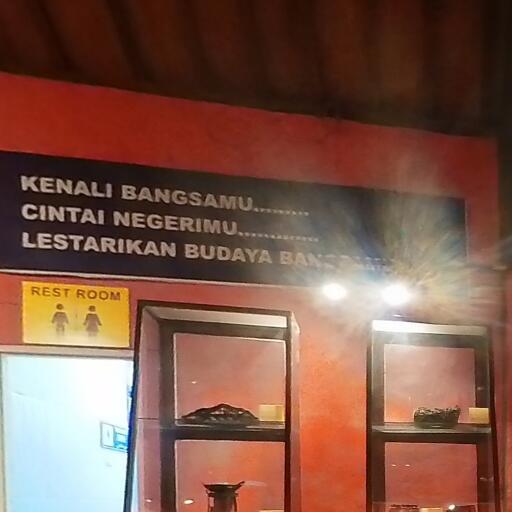 KENALI BANGSAMU.........
CINTAI NEGERIMU.............
LESTARIKAN BUDAYA
REST ROOM